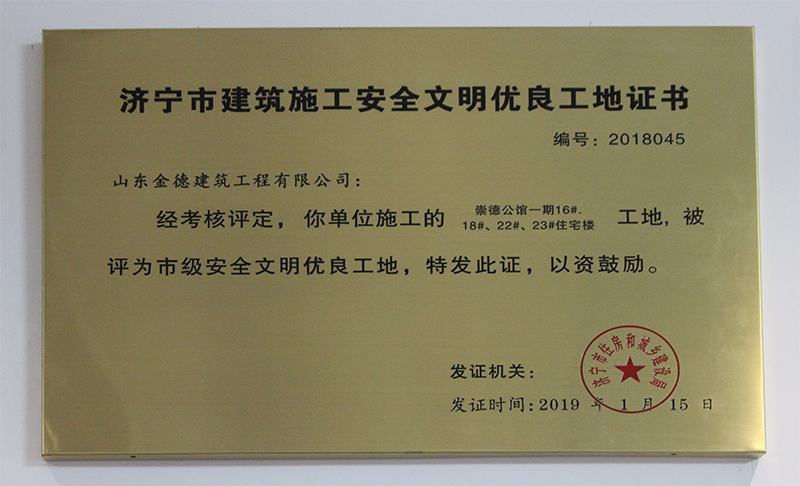 济宁市建筑施工安全文明优良工地证书
编号：2018045
山东金德建筑工程有限公司：
经考核评定，你单位施工的 崇德公馆一期16#. 18#、22#、23#住宅楼 工地，被
评为市级安全文明优良工地，特发此证，以资鼓励。
济宁市住房和城乡建设局
发证机关：
发证时间：2019 年 1 月 15 日